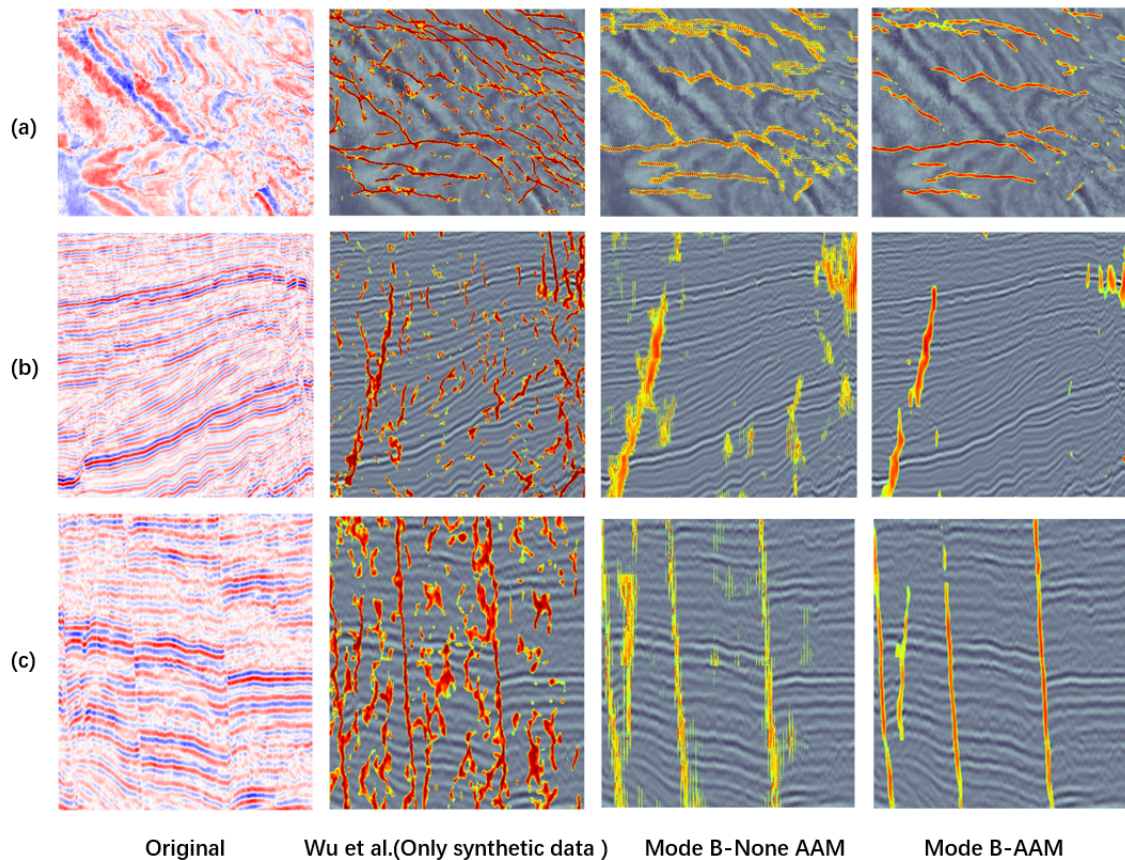 (a)
(b)
(c)
Original Wu et al.(Only synthetic data ) Mode B-None AAM Mode B-AAM